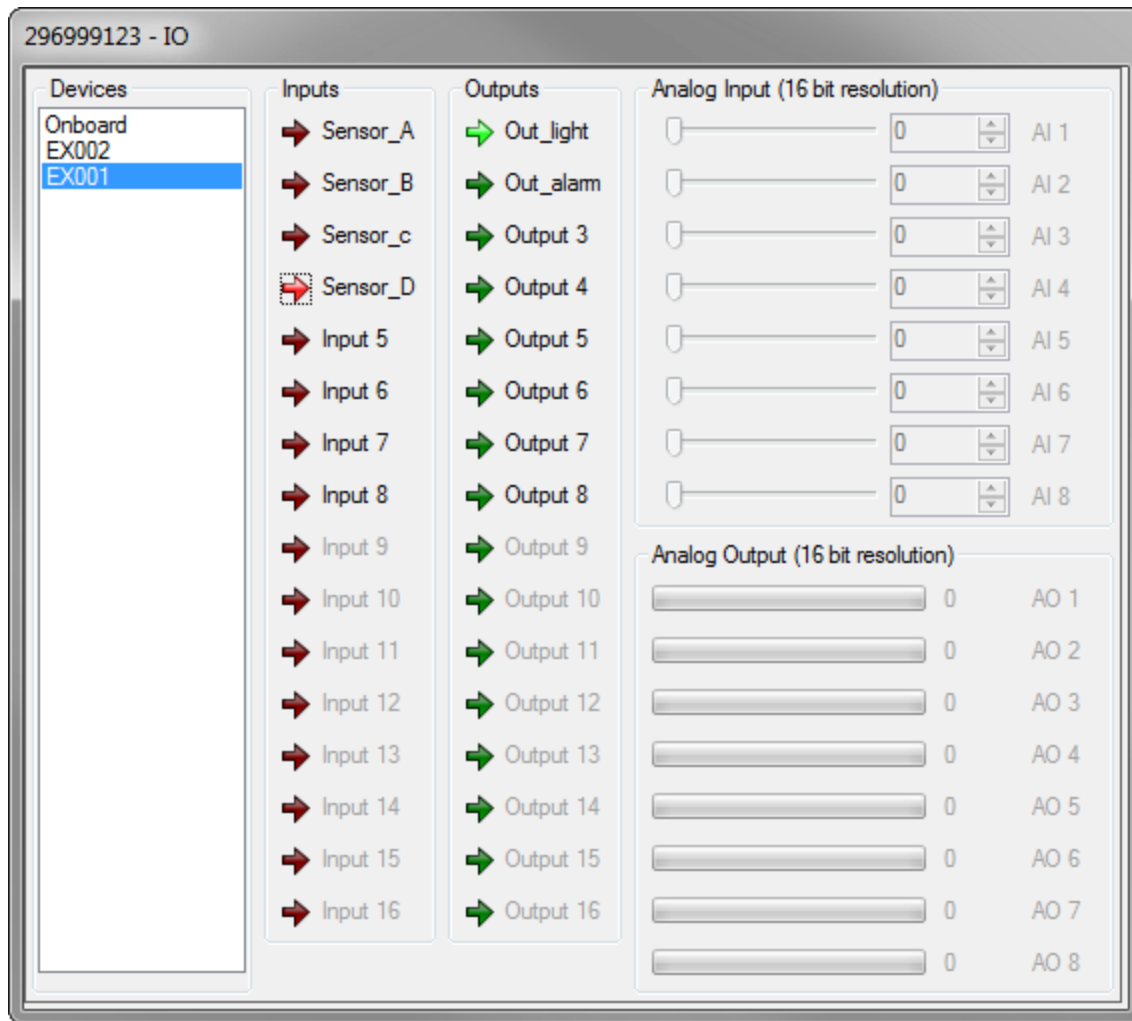 296999123 - IO
Devices
Onboard
EX002
EX001
Inputs
Sensor_A
Sensor_B
Sensor_c
Sensor_D
Input 5
Input 6
Input 7
Input 8
Input 9
Input 10
Input 11
Input 12
Input 13
Input 14
Input 15
Input 16
Outputs
Out_light
Out_alarm
Output 3
Output 4
Output 5
Output 6
Output 7
Output 8
Output 9
Output 10
Output 11
Output 12
Output 13
Output 14
Output 15
Output 16
Analog Input (16 bit resolution)
0 AI 1
0 AI 2
0 AI 3
0 AI 4
0 AI 5
0 AI 6
0 AI 7
0 AI 8
Analog Output (16 bit resolution)
0 AO 1
0 AO 2
0 AO 3
0 AO 4
0 AO 5
0 AO 6
0 AO 7
0 AO 8